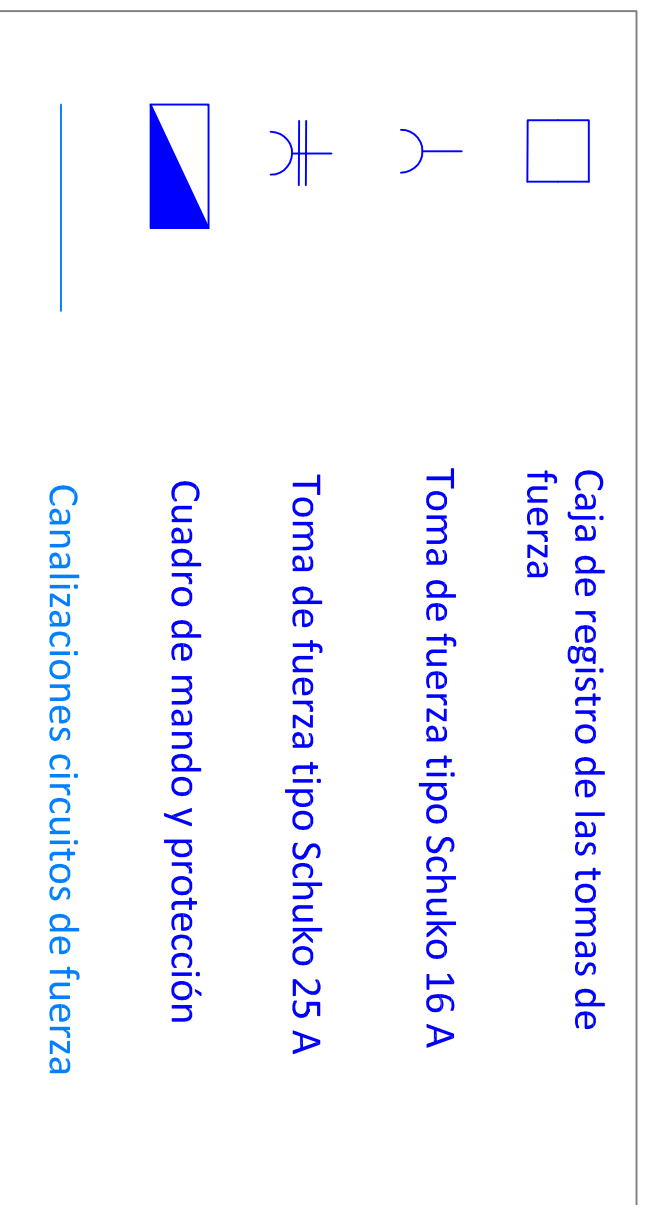 Caja de registro de las tomas de
fuerza
Toma de fuerza tipo Schuko 16 A
Toma de fuerza tipo Schuko 25 A
Cuadro de mando y protección
Canalizaciones circuitos de fuerza